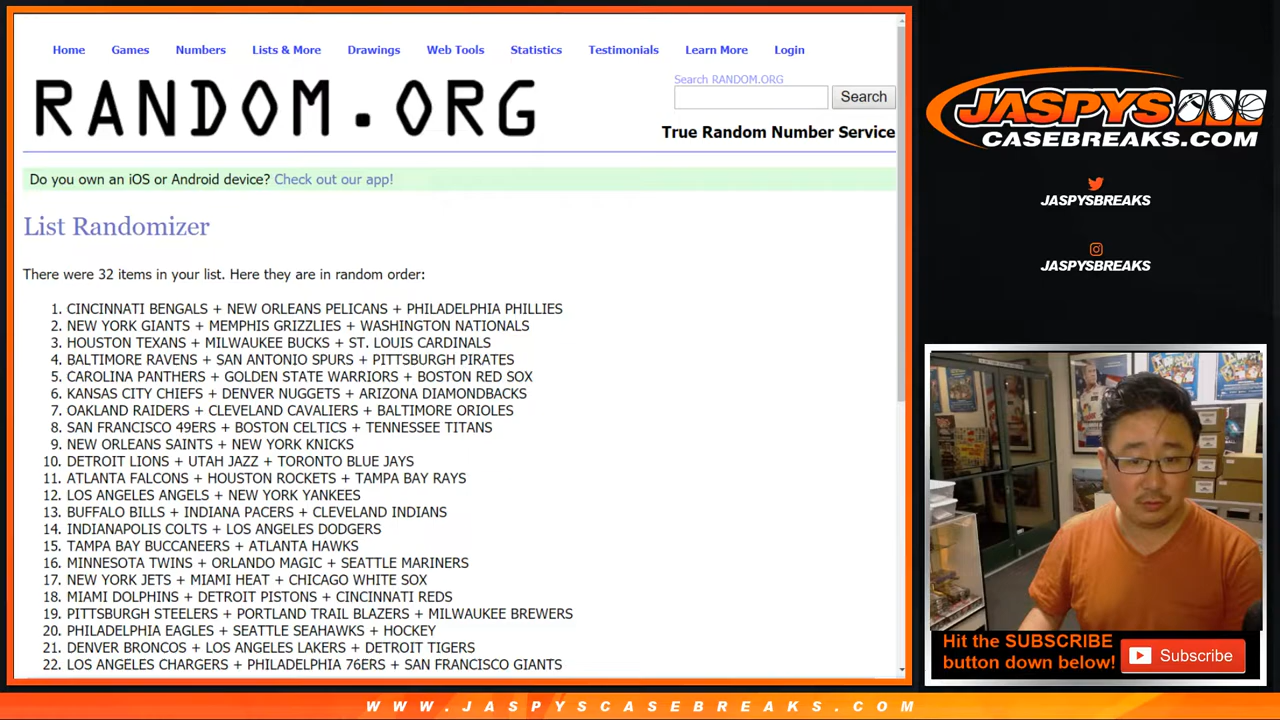 Home Games Numbers Lists & More Drawings Web Tools Statistics Testimonials Learn More Login
RANDOM.ORG
Search RANDOM.ORG
Search
True Random Number Service
Do you own an iOS or Android device? Check out our app!
List Randomizer
There were 32 items in your list. Here they are in random order:
1. CINCINNATI BENGALS + NEW ORLEANS PELICANS + PHILADELPHIA PHILLIES
2. NEW YORK GIANTS + MEMPHIS GRIZZLIES + WASHINGTON NATIONALS
3. HOUSTON TEXANS + MILWAUKEE BUCKS + ST. LOUIS CARDINALS
4. BALTIMORE RAVENS + SAN ANTONIO SPURS + PITTSBURGH PIRATES
5. CAROLINA PANTHERS + GOLDEN STATE WARRIORS + BOSTON RED SOX
6. KANSAS CITY CHIEFS + DENVER NUGGETS + ARIZONA DIAMONDBACKS
7. OAKLAND RAIDERS + CLEVELAND CAVALIERS + BALTIMORE ORIOLES
8. SAN FRANCISCO 49ERS + BOSTON CELTICS + TENNESSEE TITANS
9. NEW ORLEANS SAINTS + NEW YORK KNICKS
10. DETROIT LIONS + UTAH JAZZ + TORONTO BLUE JAYS
11. ATLANTA FALCONS + HOUSTON ROCKETS + TAMPA BAY RAYS
12. LOS ANGELES ANGELS + NEW YORK YANKEES
13. BUFFALO BILLS + INDIANA PACERS + CLEVELAND INDIANS
14. INDIANAPOLIS COLTS + LOS ANGELES DODGERS
15. TAMPA BAY BUCCANEERS + ATLANTA HAWKS
16. MINNESOTA TWINS + ORLANDO MAGIC + SEATTLE MARINERS
17. NEW YORK JETS + MIAMI HEAT + CHICAGO WHITE SOX
18. MIAMI DOLPHINS + DETROIT PISTONS + CINCINNATI REDS
19. PITTSBURGH STEELERS + PORTLAND TRAIL BLAZERS + MILWAUKEE BREWERS
20. PHILADELPHIA EAGLES + SEATTLE SEAHAWKS + HOCKEY
21. DENVER BRONCOS + LOS ANGELES LAKERS + DETROIT TIGERS
22. LOS ANGELES CHARGERS + PHILADELPHIA 76ERS + SAN FRANCISCO GIANTS
JASPYS
CASEBREAKS.COM
JASPYSBREAKS
JASPYSBREAKS
Hit the SUBSCRIBE
button down below!
Subscribe
WWW.JASPYSCASEBREAKS.COM